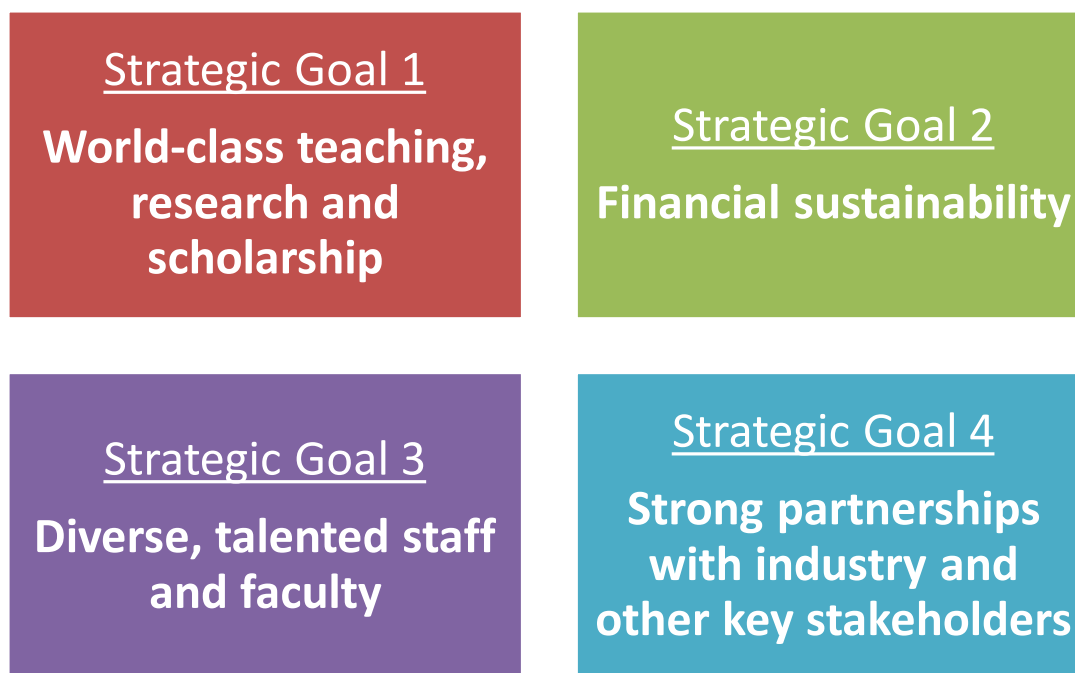 Strategic Goal 1
World-class teaching,
research and
scholarship
Strategic Goal 2
Financial sustainability
Strategic Goal 3
Diverse, talented staff
and faculty
Strategic Goal 4
Strong partnerships
with industry and
other key stakeholders